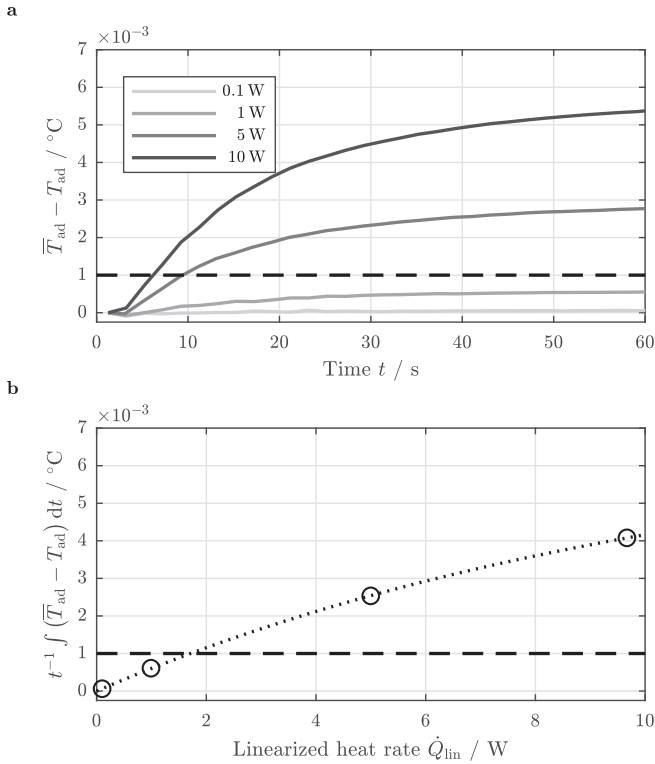 a
×10⁻³
7
6
5
4
3
2
1
0
T̅ad − Tad / °C
0.1 W
1 W
5 W
10 W
0 10 20 30 40 50 60
Time t / s
b
×10⁻³
7
6
5
4
3
2
1
0
t⁻¹ ∫ (T̅ad − Tad) dt / °C
0 2 4 6 8 10
Linearized heat rate Q̇lin / W